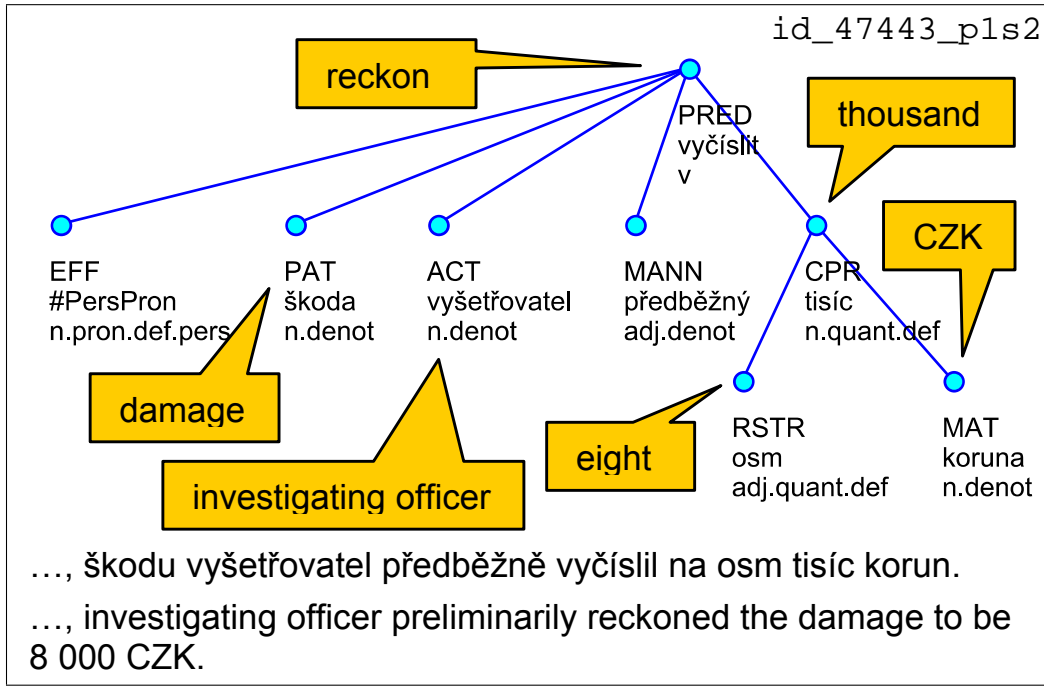 id_47443_p1s2
reckon
PRED
vyčíslit
v
thousand
CZK
EFF
#PersPron
n.pron.def.pers
PAT
škoda
n.denot
ACT
vyšetřovatel
n.denot
MANN
předběžný
adj.denot
CPR
tisíc
n.quant.def
damage
investigating officer
eight
RSTR
osm
adj.quant.def
MAT
koruna
n.denot
…, škodu vyšetřovatel předběžně vyčíslil na osm tisíc korun.
…, investigating officer preliminarily reckoned the damage to be
8 000 CZK.